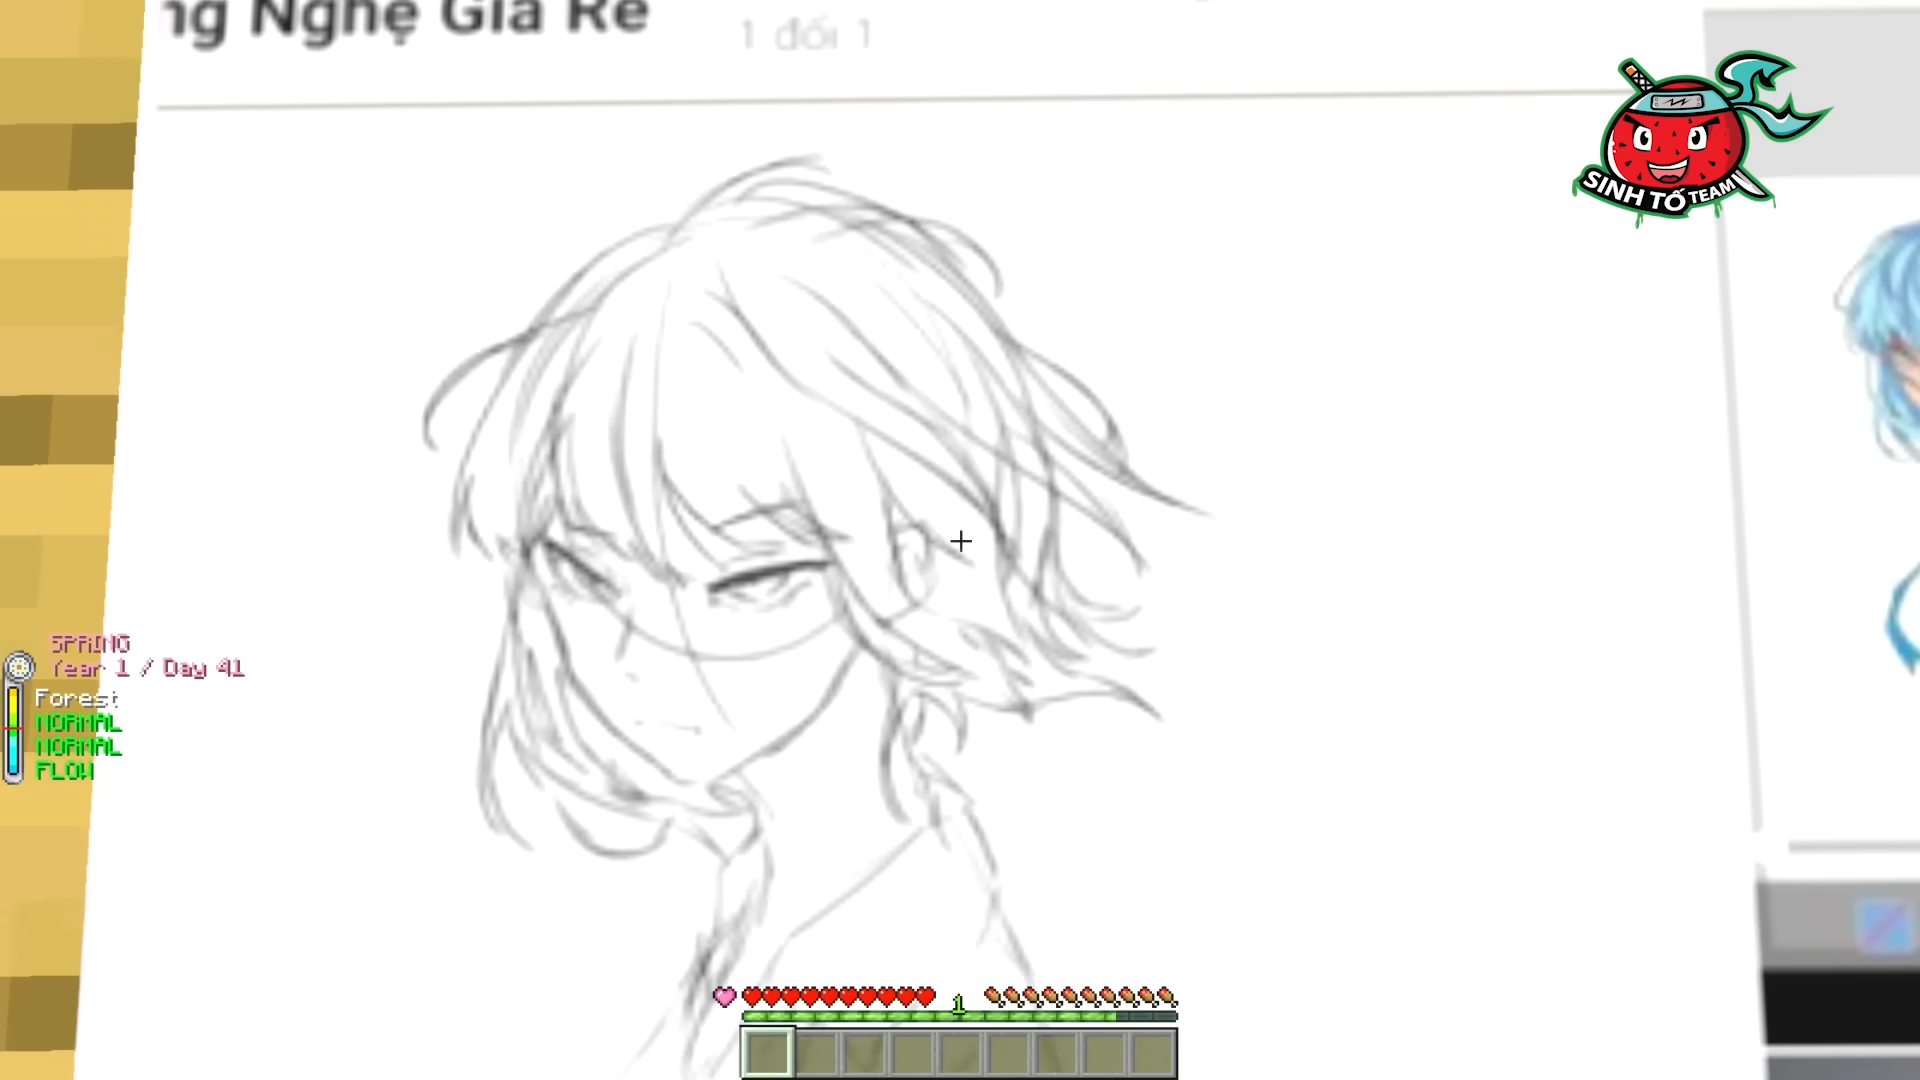 ng Nghệ Giá Rẻ
1 đối 1
SINH TỐ TEAM
SPRING
Year 1 / Day 41
Forest
NORMAL
NORMAL
FLOW
1